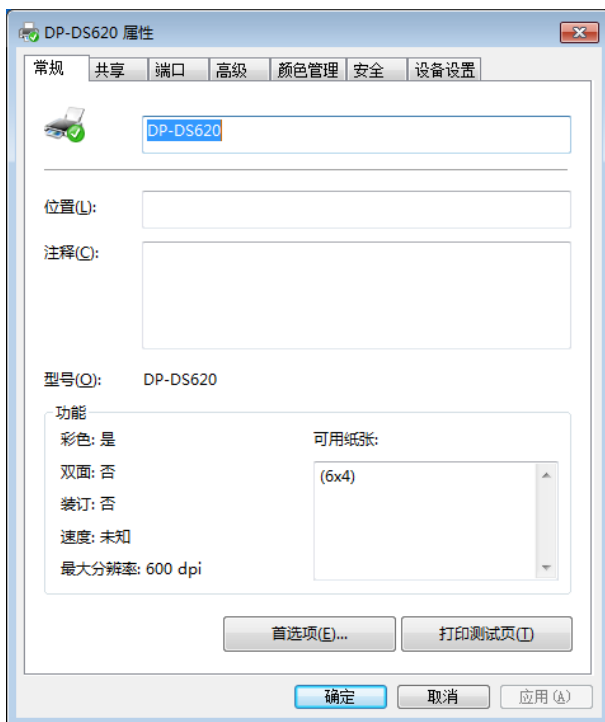 DP-DS620 属性
常规 共享 端口 高级 颜色管理 安全 设备设置
DP-DS620
位置(L):
注释(C):
型号(O): DP-DS620
功能
彩色: 是 可用纸张:
双面: 否 (6x4)
装订: 否
速度: 未知
最大分辨率: 600 dpi
首选项(E)... 打印测试页(T)
确定 取消 应用(A)